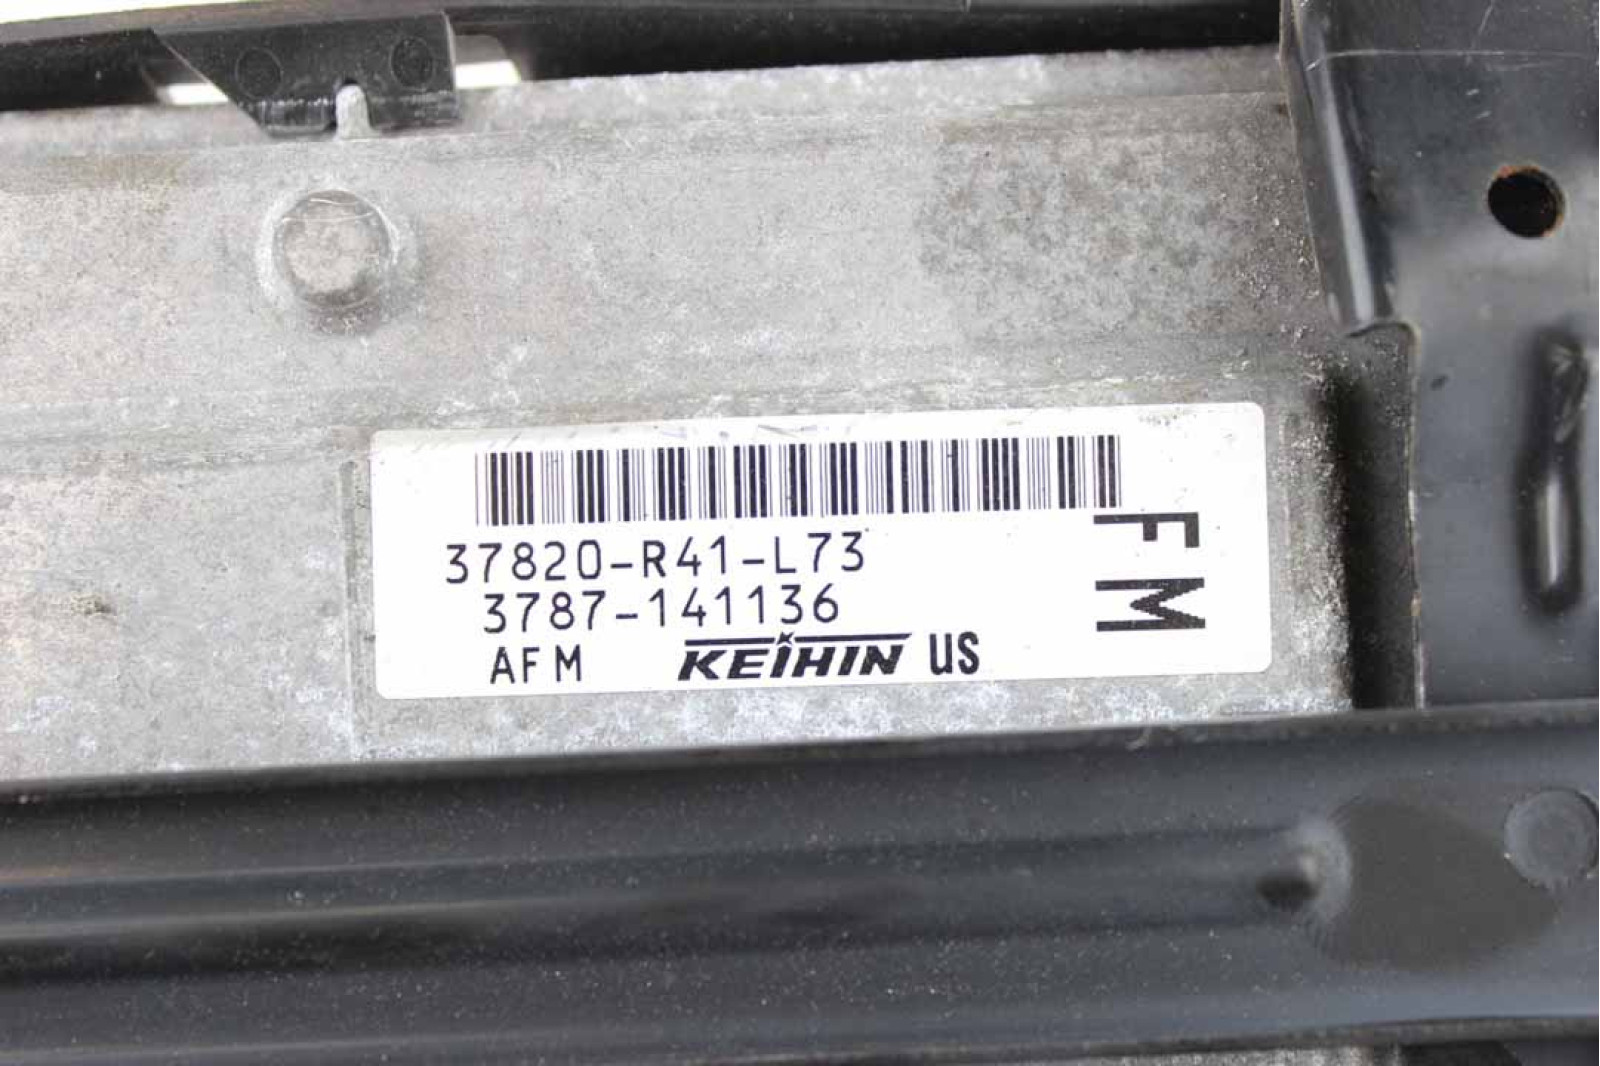 37820-R41-L73
3787-141136
AFM KEIHIN US
FM